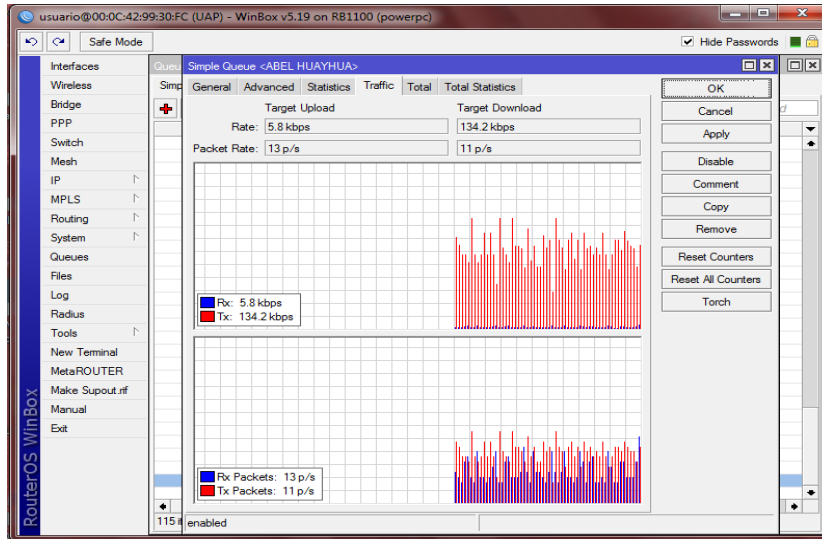 usuario@00:0C:42:99:30:FC (UAP) - WinBox v5.19 on RB1100 (powerpc)
Safe Mode
Hide Passwords
Interfaces
Wireless
Bridge
PPP
Switch
Mesh
IP
MPLS
Routing
System
Queues
Files
Log
Radius
Tools
New Terminal
MetaROUTER
Make Supout.rif
Manual
Exit
RouterOS WinBox
Simple Queue <ABEL HUAYHUA>
General Advanced Statistics Traffic Total Total Statistics
Target Upload Target Download
Rate: 5.8 kbps 134.2 kbps
Packet Rate: 13 p/s 11 p/s
Rx: 5.8 kbps
Tx: 134.2 kbps
Rx Packets: 13 p/s
Tx Packets: 11 p/s
enabled
OK
Cancel
Apply
Disable
Comment
Copy
Remove
Reset Counters
Reset All Counters
Torch
115